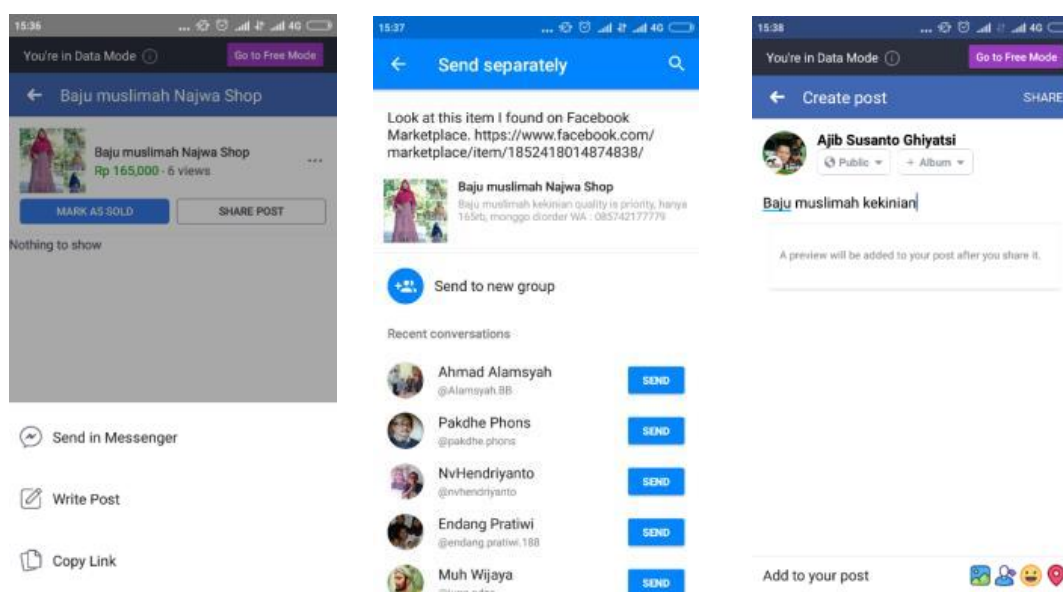 15:36
... 4G
You're in Data Mode
Go to Free Mode
Baju muslimah Najwa Shop
Baju muslimah Najwa Shop
Rp 165,000 · 6 views
...
MARK AS SOLD
SHARE POST
Nothing to show
Send in Messenger
Write Post
Copy Link
15:37
... 4G
Send separately
Look at this item I found on Facebook
Marketplace. https://www.facebook.com/
marketplace/item/1852418014874838/
Baju muslimah Najwa Shop
Baju muslimah kekinian quality is priority, hanya
165rb, monggo diorder WA : 085742177779
Send to new group
Recent conversations
Ahmad Alamsyah
@Alamsyah.BB
SEND
Pakdhe Phons
@pakdhe.phons
SEND
NvHendriyanto
@nvhendriyanto
SEND
Endang Pratiwi
@endang.pratiwi.188
SEND
Muh Wijaya
SEND
15:38
... 4G
You're in Data Mode
Go to Free Mode
Create post
SHARE
Ajib Susanto Ghiyatsi
Public
+ Album
Baju muslimah kekinian
A preview will be added to your post after you share it.
Add to your post